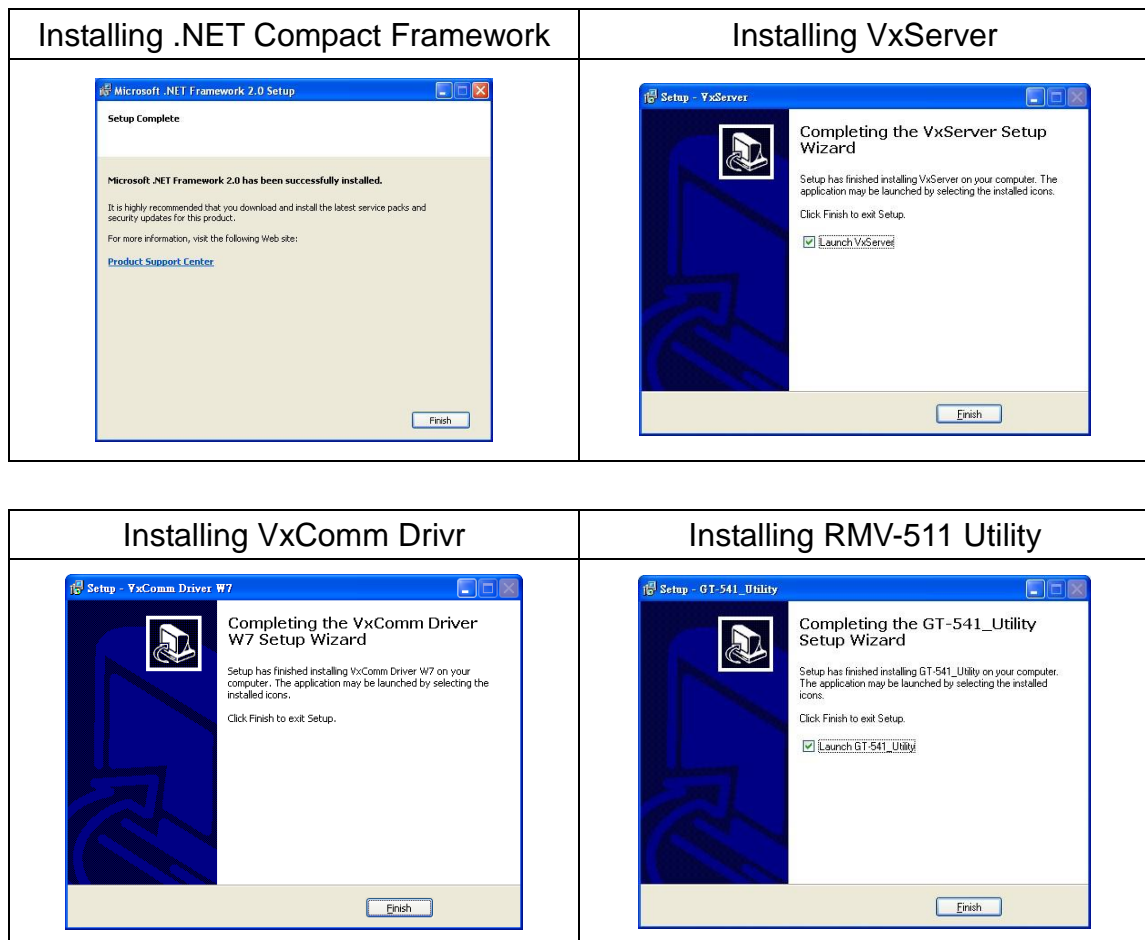 Installing .NET Compact Framework
Installing VxServer
Microsoft .NET Framework 2.0 Setup
Setup Complete
Microsoft .NET Framework 2.0 has been successfully installed.
It is highly recommended that you download and install the latest service packs and
security updates for this product.
For more information, visit the following Web site:
Product Support Center
Finish
Setup - VxServer
Completing the VxServer Setup
Wizard
Setup has finished installing VxServer on your computer. The
application may be launched by selecting the installed icons.
Click Finish to exit Setup.
Launch VxServer
Finish
Installing VxComm Drivr
Installing RMV-511 Utility
Setup - VxComm Driver W7
Completing the VxComm Driver
W7 Setup Wizard
Setup has finished installing VxComm Driver W7 on your
computer. The application may be launched by selecting the
installed icons.
Click Finish to exit Setup.
Finish
Setup - GT-541_Utility
Completing the GT-541_Utility
Setup Wizard
Setup has finished installing GT-541_Utility on your computer.
The application may be launched by selecting the installed
icons.
Click Finish to exit Setup.
Launch GT-541_Utility
Finish